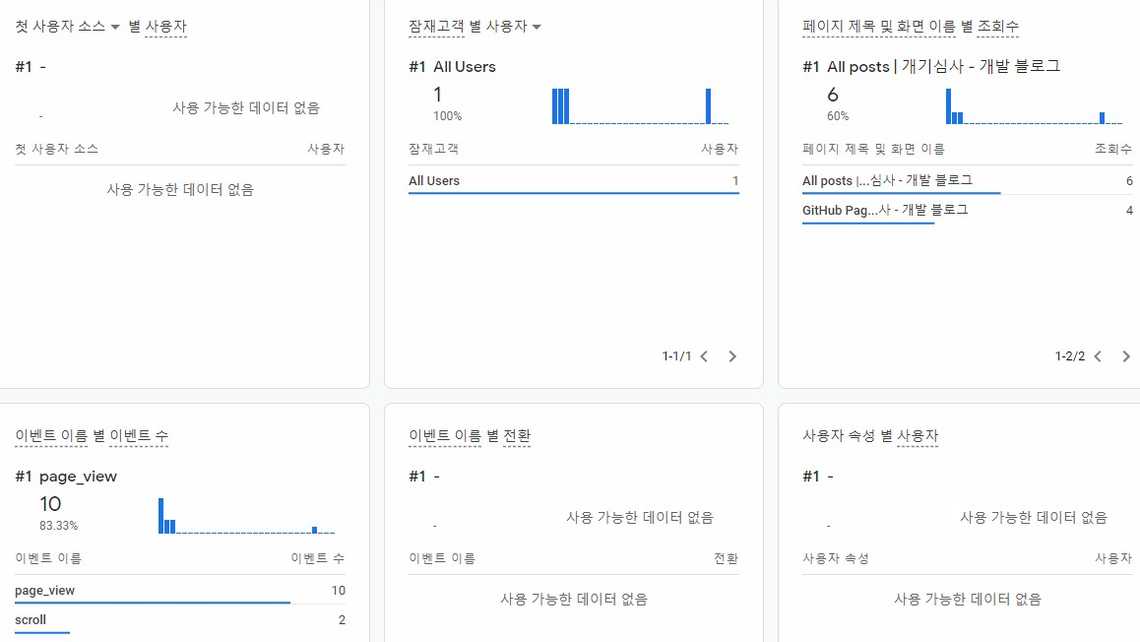 첫 사용자 소스 별 사용자
#1 -
-
사용 가능한 데이터 없음
첫 사용자 소스 사용자
사용 가능한 데이터 없음
잠재고객 별 사용자
#1 All Users
1
100%
잠재고객 사용자
All Users 1
1-1/1
페이지 제목 및 화면 이름 별 조회수
#1 All posts | 개기심사 - 개발 블로그
6
60%
페이지 제목 및 화면 이름 조회수
All posts |...심사 - 개발 블로그 6
GitHub Pag...사 - 개발 블로그 4
1-2/2
이벤트 이름 별 이벤트 수
#1 page_view
10
83.33%
이벤트 이름 이벤트 수
page_view 10
scroll 2
이벤트 이름 별 전환
#1 -
-
사용 가능한 데이터 없음
이벤트 이름 전환
사용 가능한 데이터 없음
사용자 속성 별 사용자
#1 -
-
사용 가능한 데이터 없음
사용자 속성 사용자
사용 가능한 데이터 없음